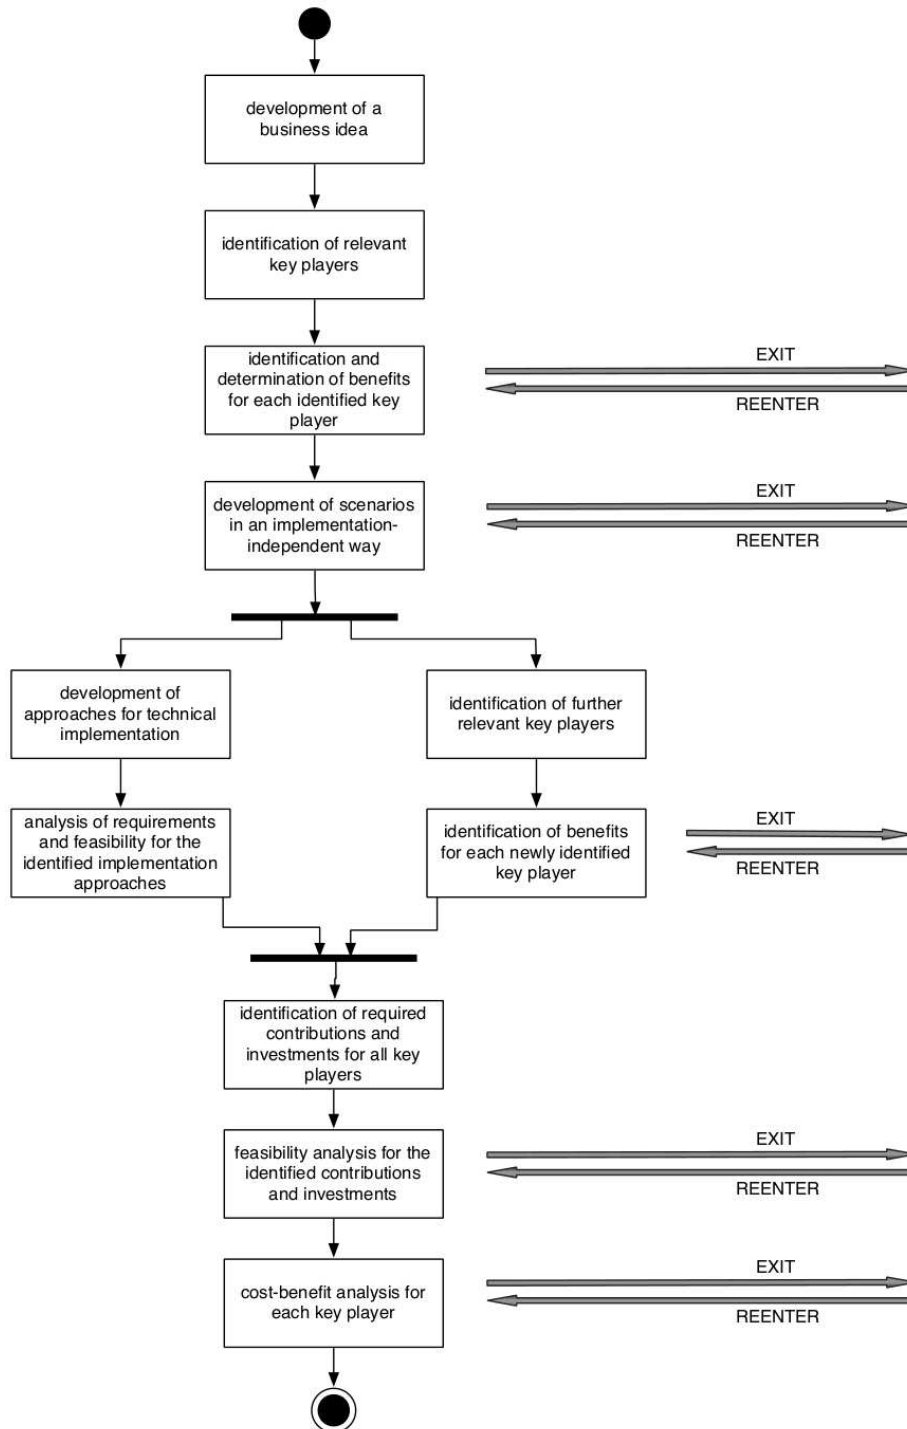 development of a
business idea
identification of relevant
key players
identification and
determination of benefits
for each identified key
player
EXIT
REENTER
development of scenarios
in an implementation-
independent way
EXIT
REENTER
development of
approaches for technical
implementation
identification of further
relevant key players
analysis of requirements
and feasibility for the
identified implementation
approaches
identification of benefits
for each newly identified
key player
EXIT
REENTER
identification of required
contributions and
investments for all key
players
feasibility analysis for the
identified contributions
and investments
EXIT
REENTER
cost-benefit analysis for
each key player
EXIT
REENTER